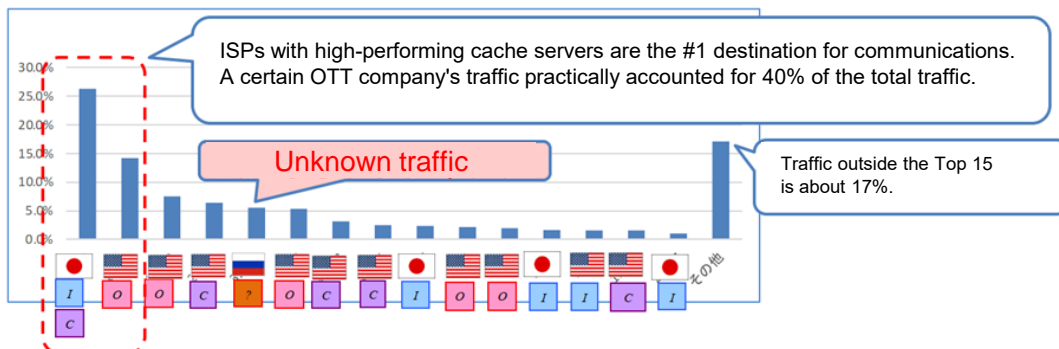 ISPs with high-performing cache servers are the #1 destination for communications.
A certain OTT company's traffic practically accounted for 40% of the total traffic.
30.0%
25.0%
20.0%
15.0%
10.0%
5.0%
0.0%
Unknown traffic
Traffic outside the Top 15
is about 17%.
その他
I O O C ? O C C I O O I I C I
C